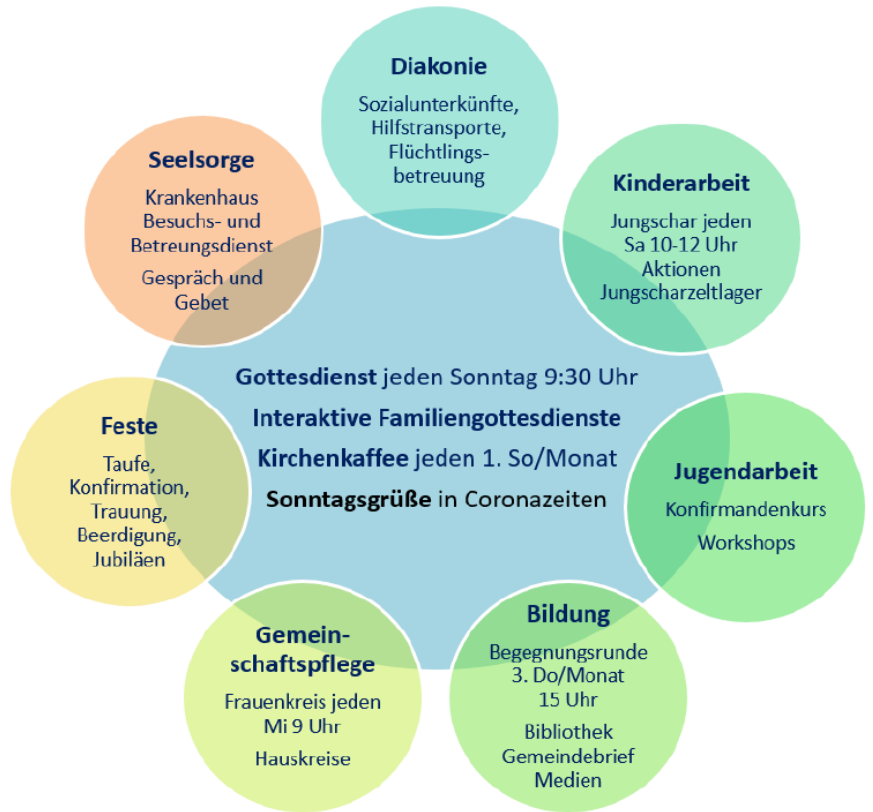 Diakonie
Sozialunterkünfte,
Hilfstransporte,
Flüchtlings-
betreuung
Kinderarbeit
Jungschar jeden
Sa 10-12 Uhr
Aktionen
Jungscharzeltlager
Jugendarbeit
Konfirmandenkurs
Workshops
Bildung
Begegnungsrunde
3. Do/Monat
15 Uhr
Bibliothek
Gemeindebrief
Medien
Gemein-
schaftspflege
Frauenkreis jeden
Mi 9 Uhr
Hauskreise
Feste
Taufe,
Konfirmation,
Trauung,
Beerdigung,
Jubiläen
Seelsorge
Krankenhaus
Besuchs- und
Betreungsdienst
Gespräch und
Gebet
Gottesdienst jeden Sonntag 9:30 Uhr
Interaktive Familiengottesdienste
Kirchenkaffee jeden 1. So/Monat
Sonntagsgrüße in Coronazeiten